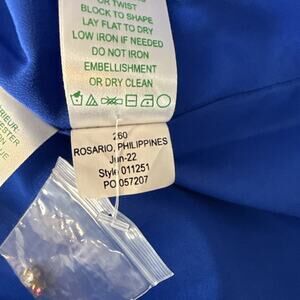 OR TWIST
BLOCK TO SHAPE
LAY FLAT TO DRY
LOW IRON IF NEEDED
DO NOT IRON
EMBELLISHMENT
OR DRY CLEAN
260
ROSARIO, PHILIPPINES
Jun-22
Style 011251
PO 057207